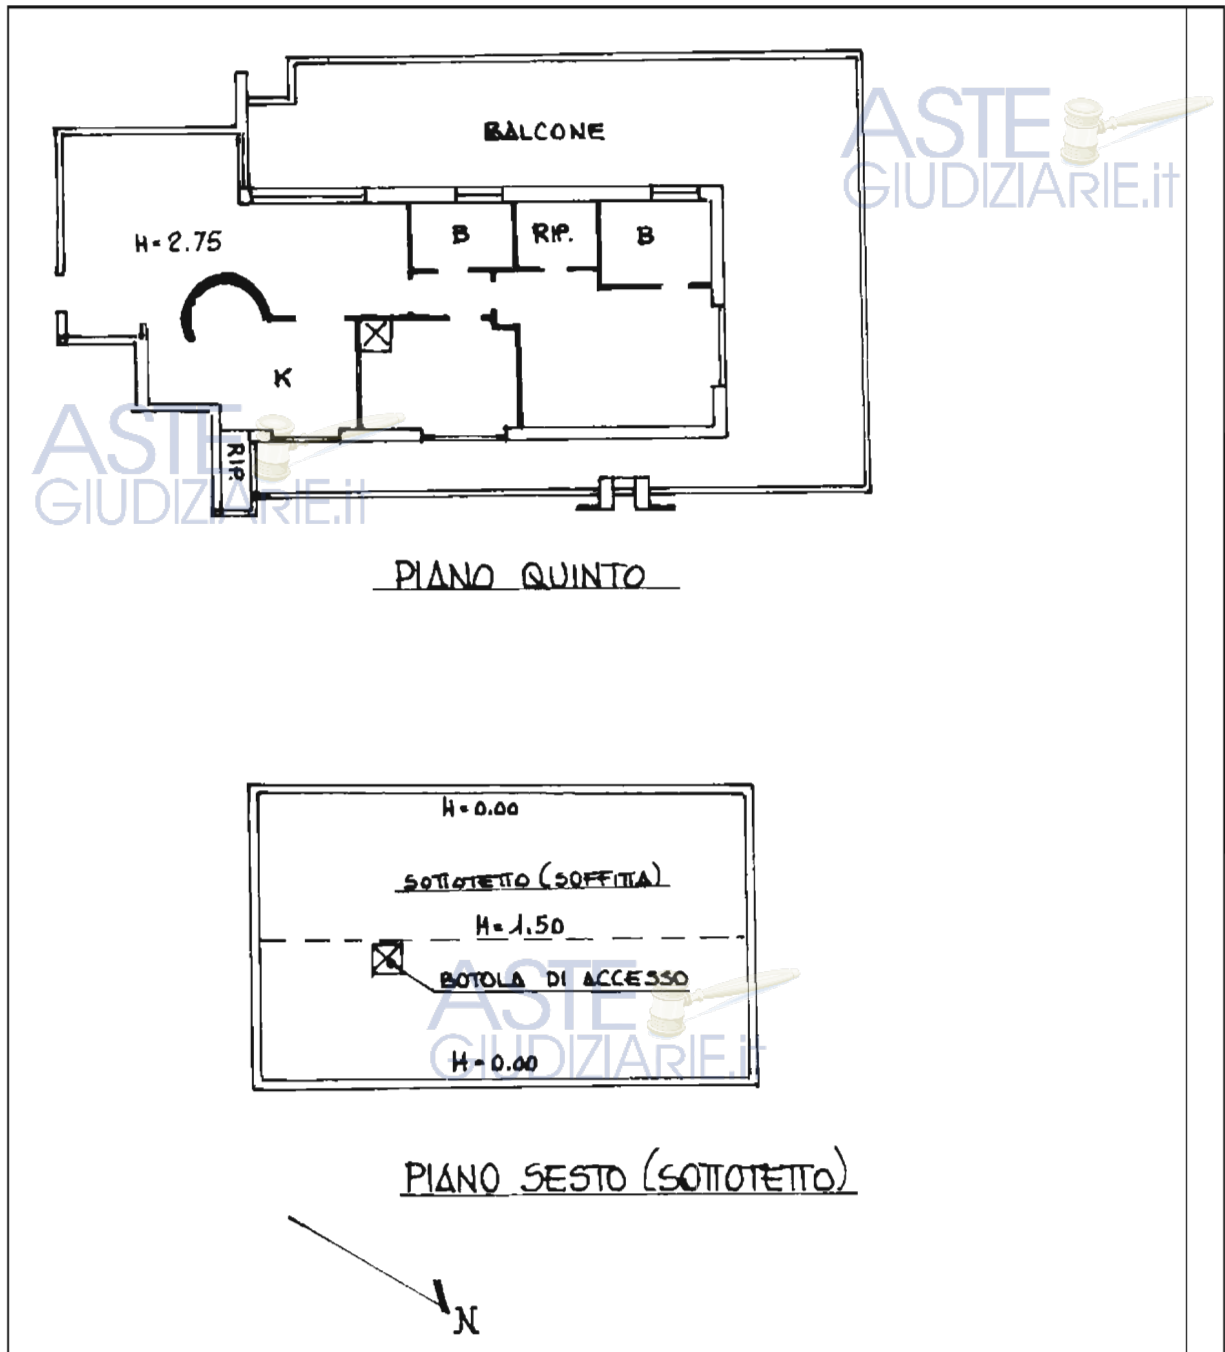 BALCONE
ASTE
GIUDIZIARIE.it
H=2.75
B
RIP.
B
K
ASTE
GIUDIZIARIE.it
RIP.
PIANO QUINTO
H=0.00
SOTTOTETTO (SOFFITTA)
H=1.50
BOTOLA DI ACCESSO
ASTE
GIUDIZIARIE.it
H=0.00
PIANO SESTO (SOTTOTETTO)
N